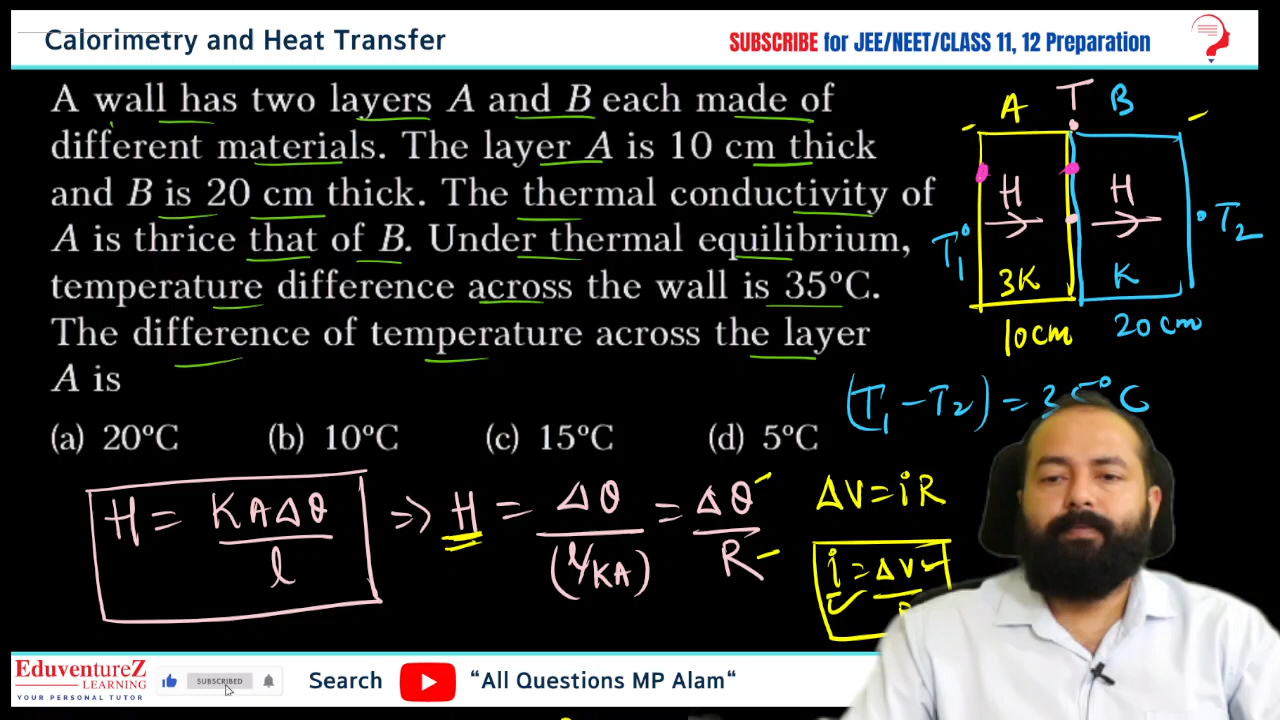 Calorimetry and Heat Transfer
SUBSCRIBE for JEE/NEET/CLASS 11, 12 Preparation
A wall has two layers A and B each made of
different materials. The layer A is 10 cm thick
and B is 20 cm thick. The thermal conductivity of
A is thrice that of B. Under thermal equilibrium,
temperature difference across the wall is 35°C.
The difference of temperature across the layer
A is
(a) 20°C (b) 10°C (c) 15°C (d) 5°C
A T B
H H
T₁° T₂
3K K
10cm 20cm
(T₁ - T₂) = 35°C
H = KAΔθ/l => H = Δθ/(l/KA) = Δθ/R
ΔV = iR
i = ΔV
EduventureZ
LEARNING
YOUR PERSONAL TUTOR
SUBSCRIBED
Search "All Questions MP Alam"